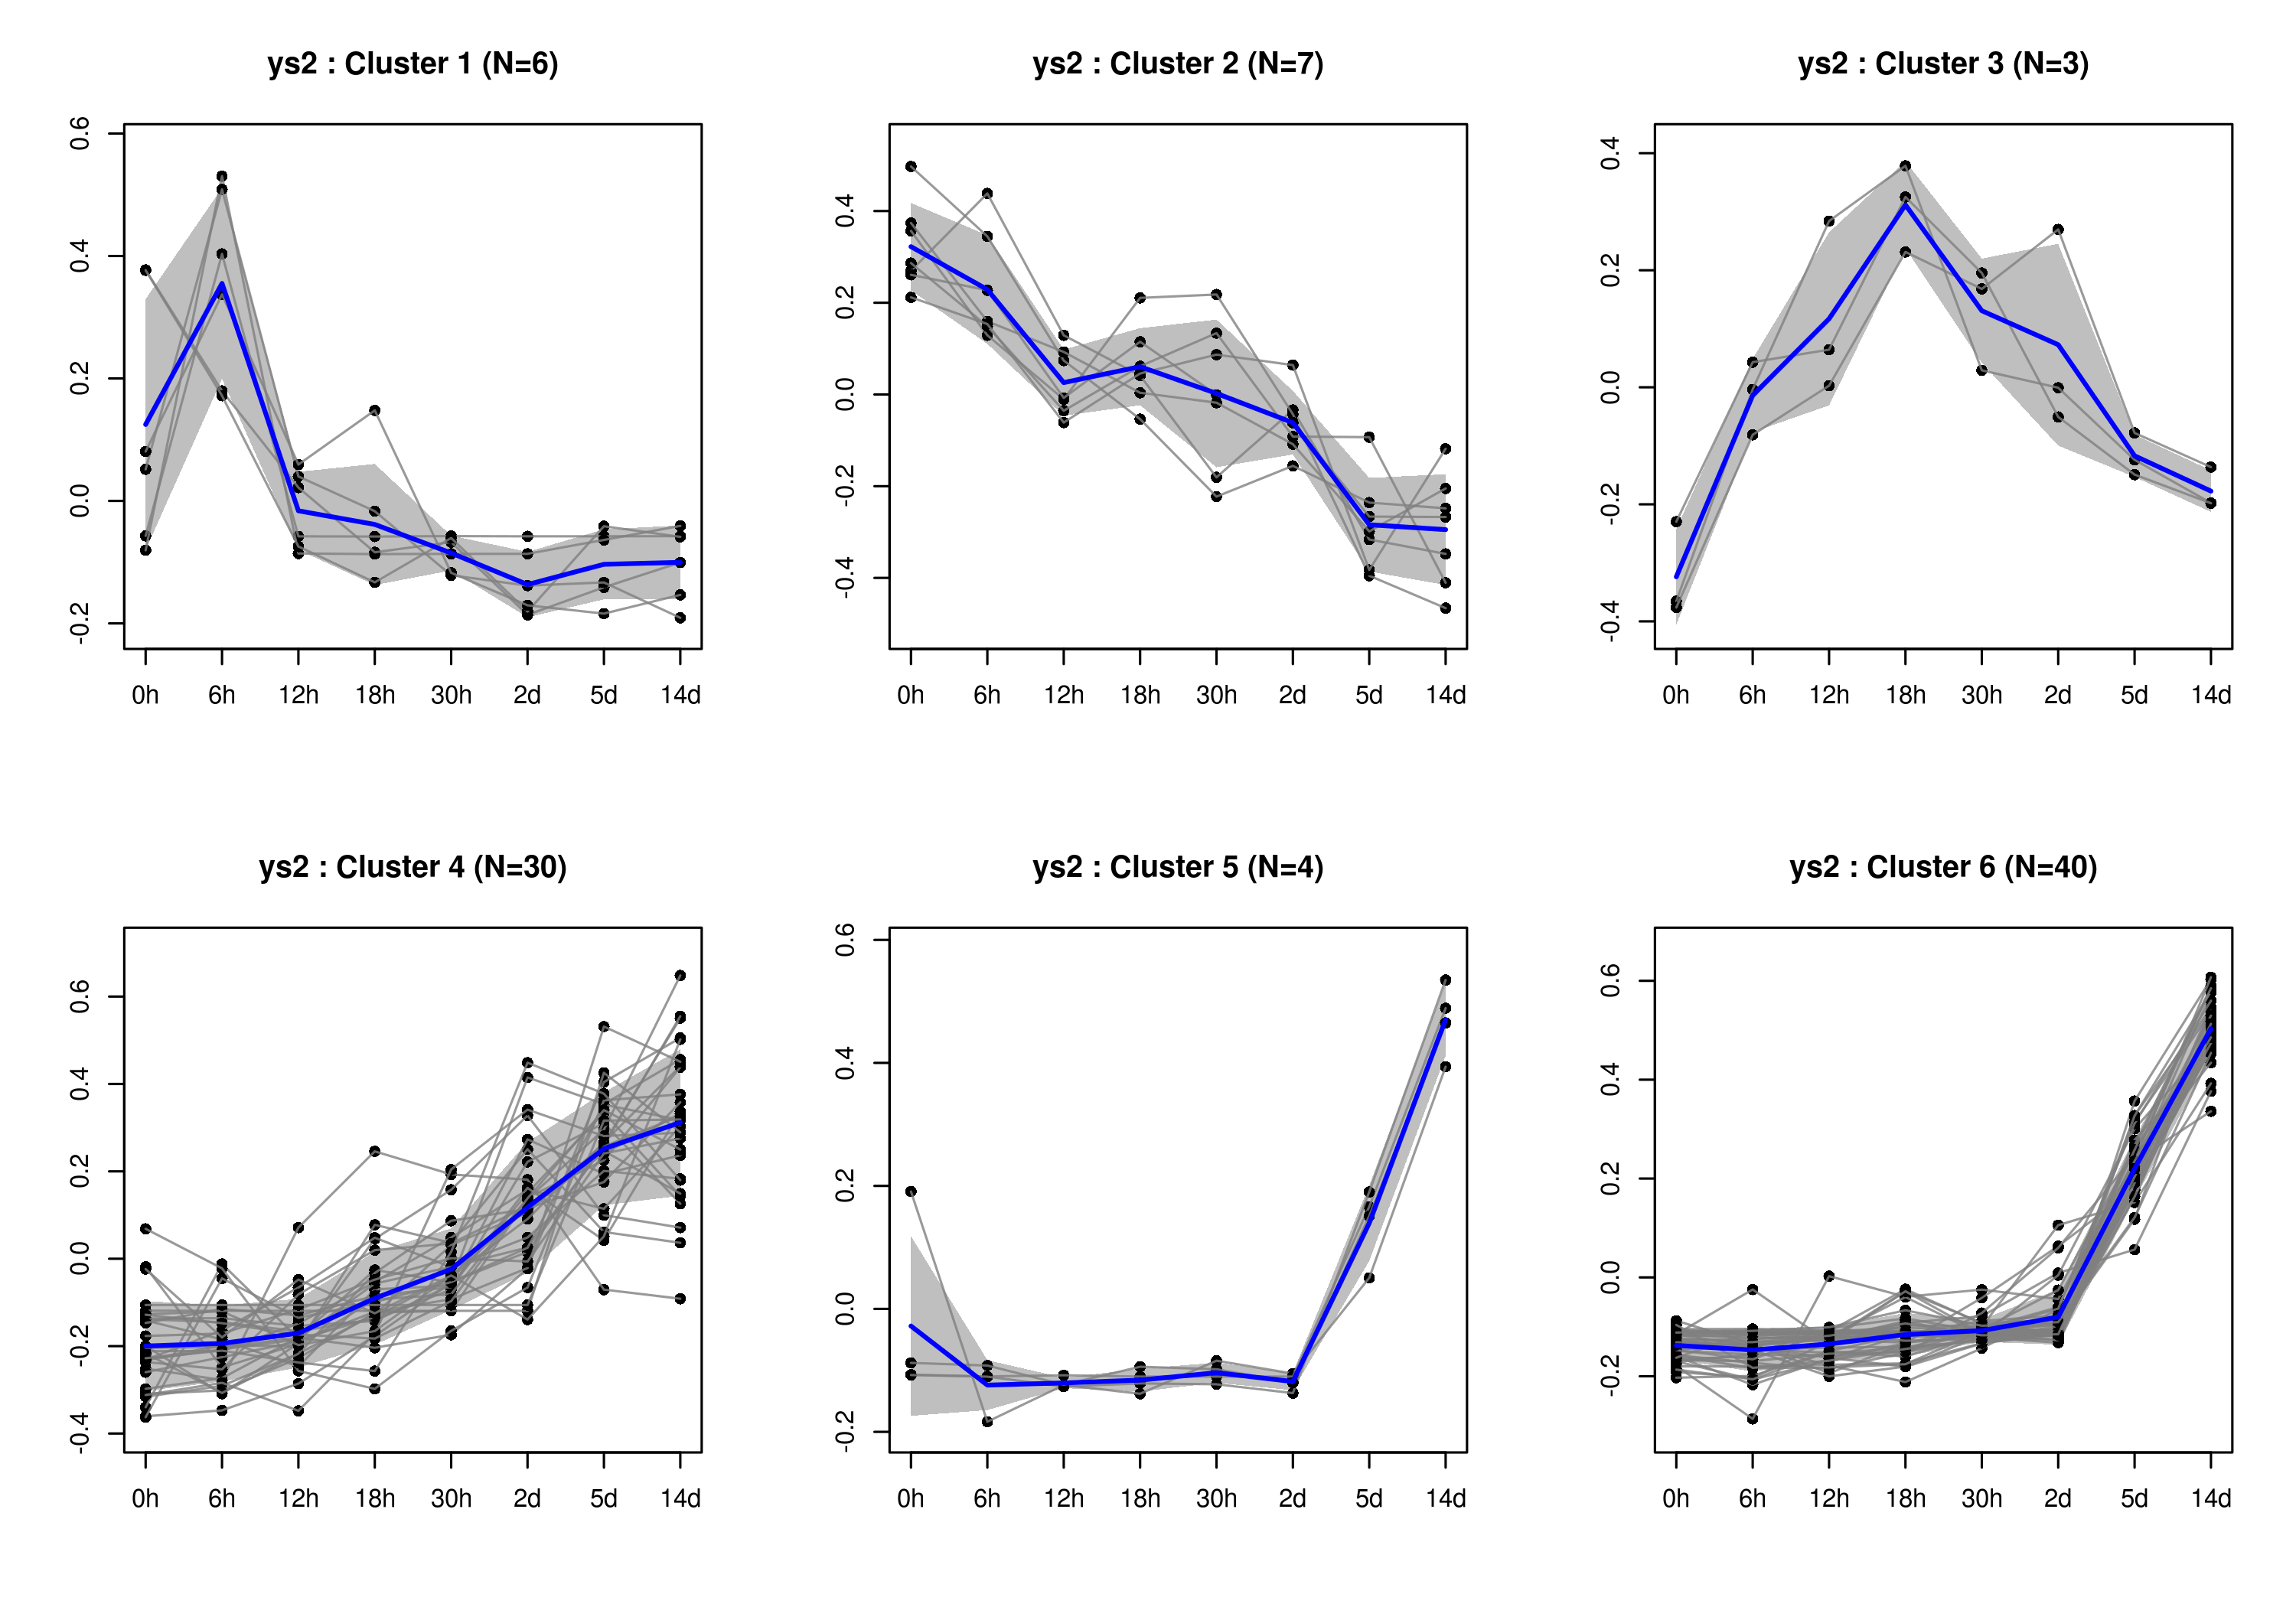 ys2 : Cluster 1 (N=6)
0.6
0.4
0.2
0.0
-0.2
0h 6h 12h 18h 30h 2d 5d 14d
ys2 : Cluster 2 (N=7)
0.4
0.2
0.0
-0.2
-0.4
0h 6h 12h 18h 30h 2d 5d 14d
ys2 : Cluster 3 (N=3)
0.4
0.2
0.0
-0.2
-0.4
0h 6h 12h 18h 30h 2d 5d 14d
ys2 : Cluster 4 (N=30)
0.6
0.4
0.2
0.0
-0.2
-0.4
0h 6h 12h 18h 30h 2d 5d 14d
ys2 : Cluster 5 (N=4)
0.6
0.4
0.2
0.0
-0.2
0h 6h 12h 18h 30h 2d 5d 14d
ys2 : Cluster 6 (N=40)
0.6
0.4
0.2
0.0
-0.2
0h 6h 12h 18h 30h 2d 5d 14d